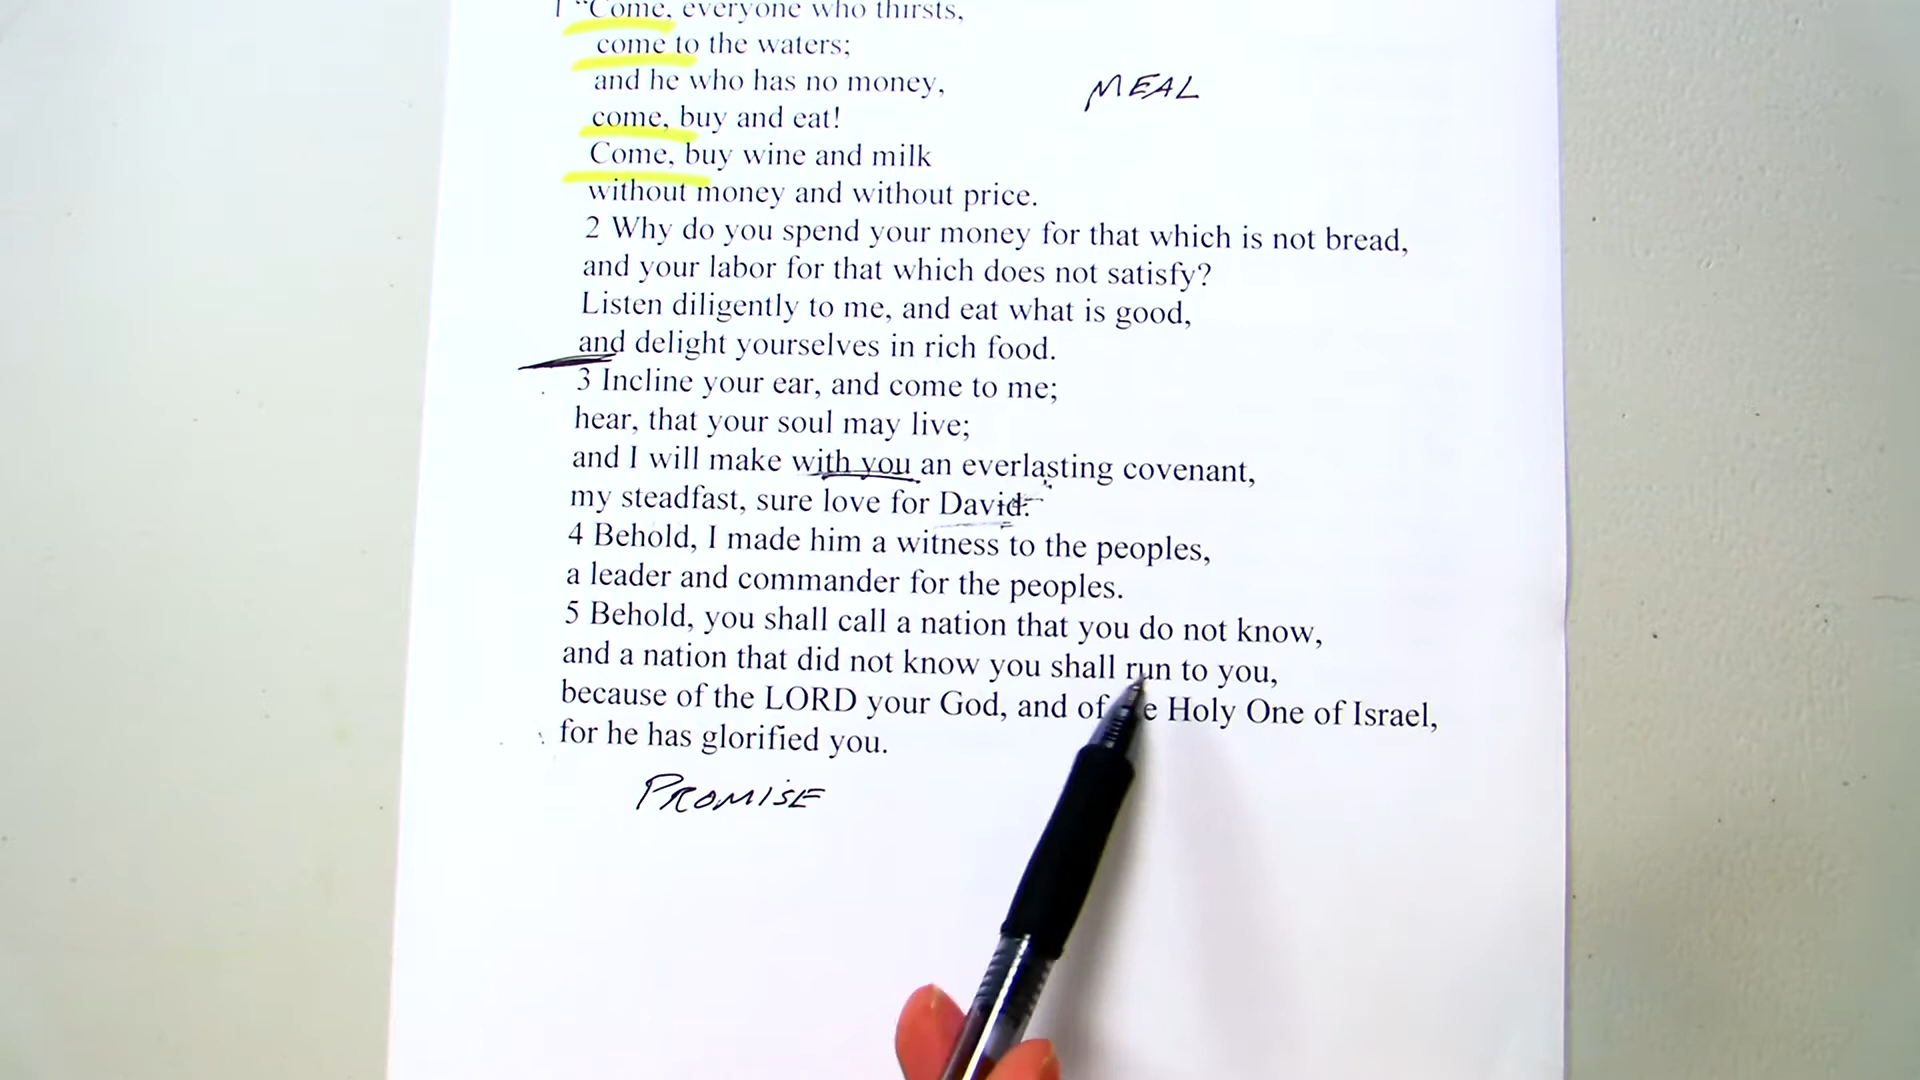 1 “Come, everyone who thirsts,
come to the waters;
and he who has no money,
MEAL
come, buy and eat!
Come, buy wine and milk
without money and without price.
2 Why do you spend your money for that which is not bread,
and your labor for that which does not satisfy?
Listen diligently to me, and eat what is good,
and delight yourselves in rich food.
3 Incline your ear, and come to me;
hear, that your soul may live;
and I will make with you an everlasting covenant,
my steadfast, sure love for David.
4 Behold, I made him a witness to the peoples,
a leader and commander for the peoples.
5 Behold, you shall call a nation that you do not know,
and a nation that did not know you shall run to you,
because of the LORD your God, and of the Holy One of Israel,
for he has glorified you.
PROMISE